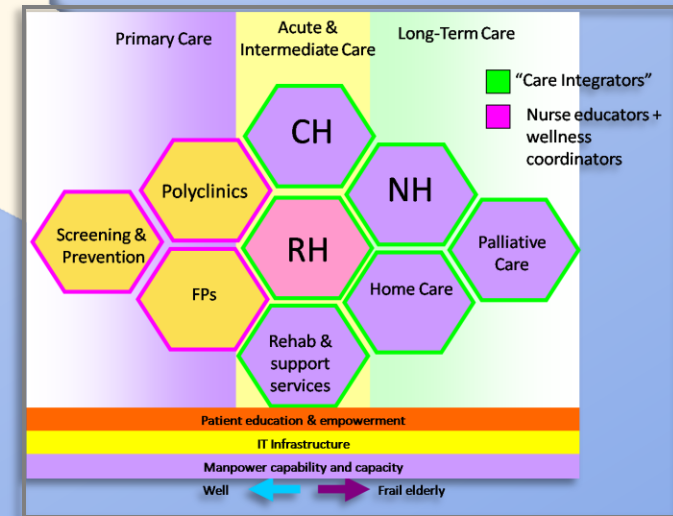 Primary Care
Acute &
Intermediate Care
Long-Term Care
"Care Integrators"
Nurse educators +
wellness
coordinators
CH
Polyclinics
NH
Screening &
Prevention
RH
Palliative
Care
FPs
Home Care
Rehab &
support
services
Patient education & empowerment
IT Infrastructure
Manpower capability and capacity
Well
Frail elderly